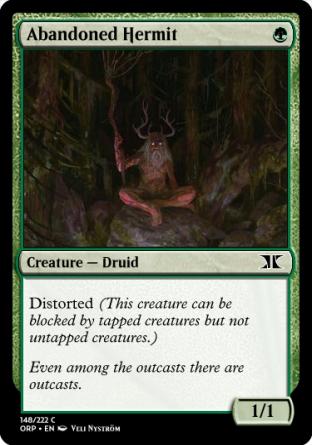 Abandoned Hermit
Creature — Druid
Distorted (This creature can be
blocked by tapped creatures but not
untapped creatures.)
Even among the outcasts there are
outcasts.
1/1
148/222 C
ORP • EN Veli Nyström